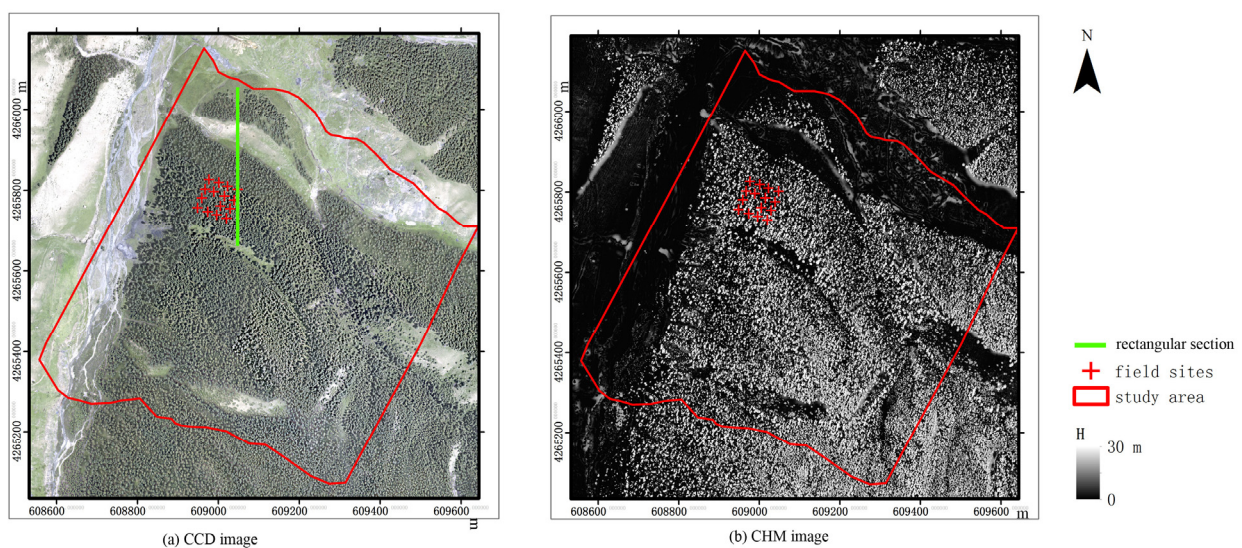 4266000
4265800
4265600
4265400
4265200
m
608600 608800 609000 609200 609400 609600
m
(a) CCD image
4266000
4265800
4265600
4265400
4265200
m
608600 608800 609000 609200 609400 609600 m
(b) CHM image
N
rectangular section
field sites
study area
H
30 m
0